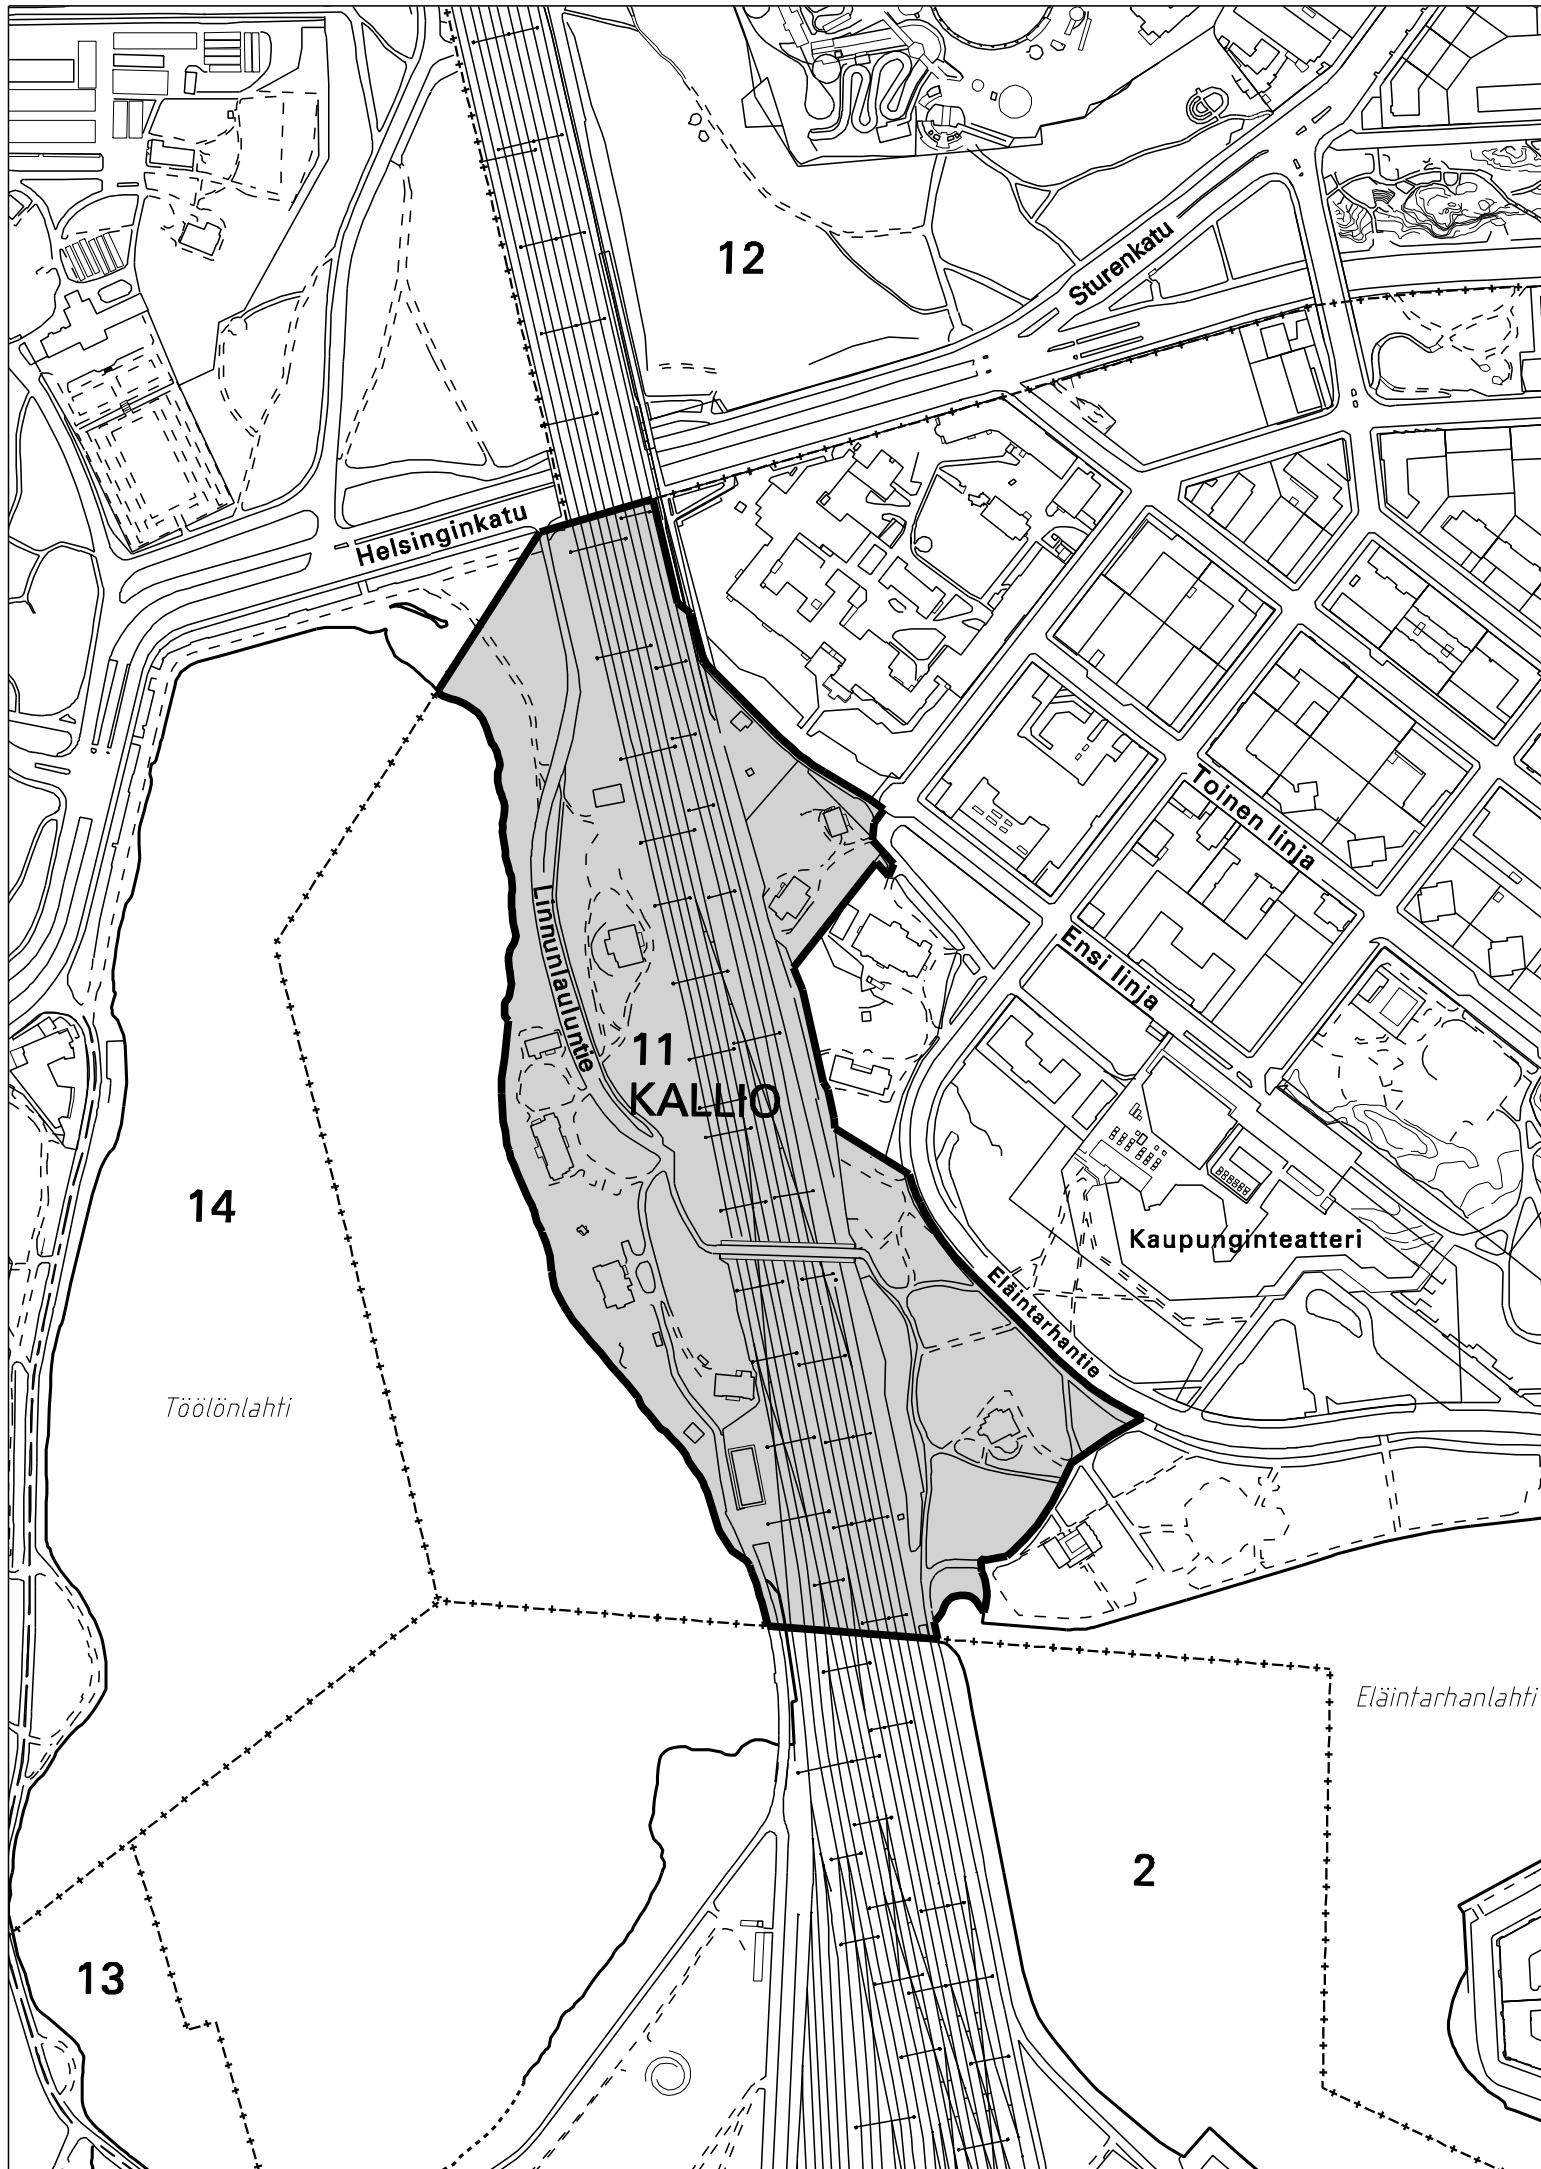 12
Sturenkatu
Helsinginkatu
Toinen linja
Linnunlauluntie
Ensi linja
11
KALLIO
14
Kaupunginteatteri
Eläintarhantie
Töölönlahti
Eläintarhanlahti
2
13